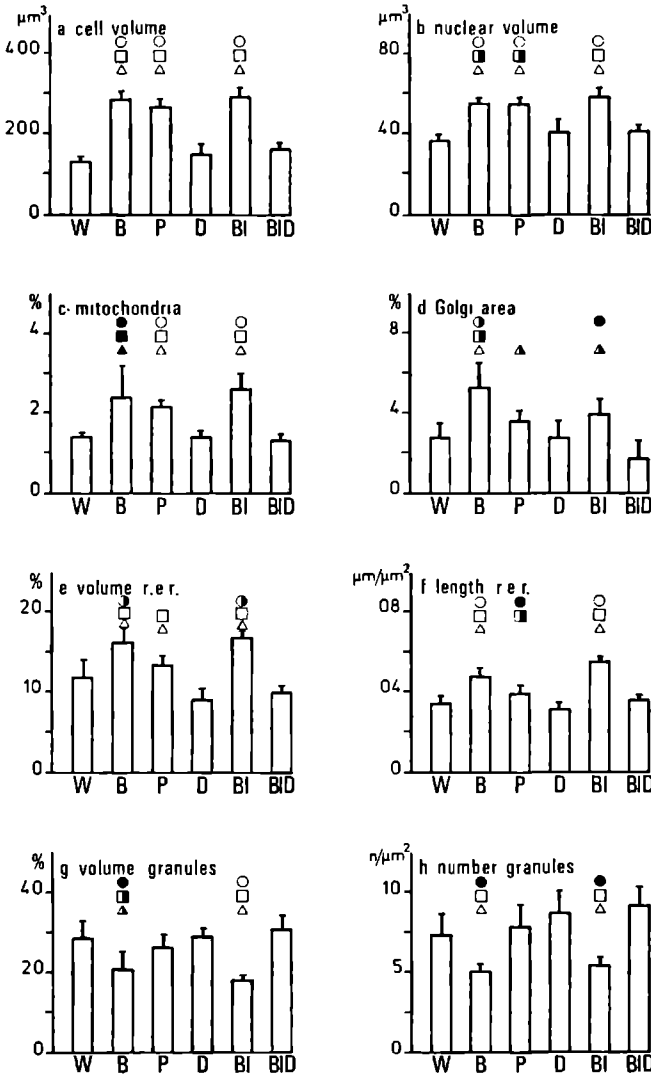 µm³
a cell volume
400
200
0
W B P D BI BID
µm³
b nuclear volume
80
40
0
W B P D BI BID
%
c· mitochondria
4
2
0
W B P D BI BID
%
d Golgi area
8
4
0
W B P D BI BID
%
e volume r.e.r.
20
10
0
W B P D BI BID
µm/µm²
f length r e r.
08
04
0
W B P D BI BID
%
g volume granules
40
20
0
W B P D BI BID
n/µm²
h number granules
10
5
0
W B P D BI BID